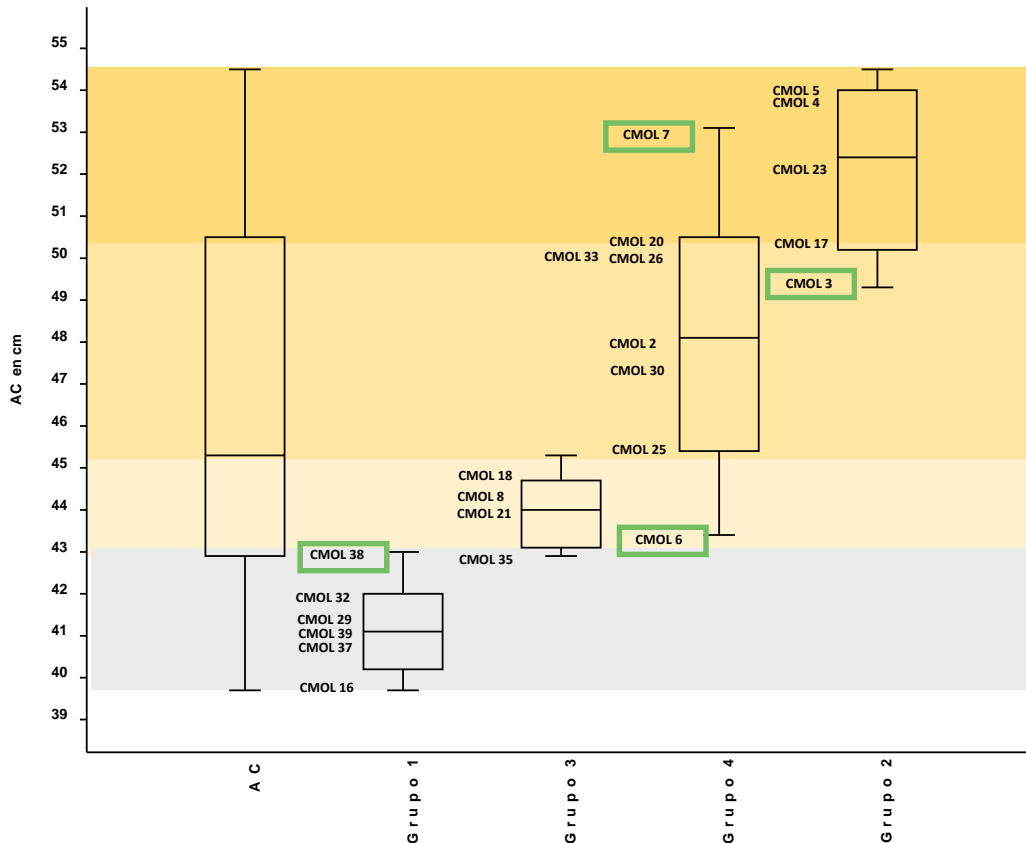 55
54
53
52
51
50
49
48
47
46
45
44
43
42
41
40
39
AC en cm
CMOL 5
CMOL 4
CMOL 7
CMOL 23
CMOL 20
CMOL 17
CMOL 33
CMOL 26
CMOL 3
CMOL 2
CMOL 30
CMOL 25
CMOL 18
CMOL 8
CMOL 21
CMOL 6
CMOL 38
CMOL 35
CMOL 32
CMOL 29
CMOL 39
CMOL 37
CMOL 16
AC
Grupo 1
Grupo 3
Grupo 4
Grupo 2